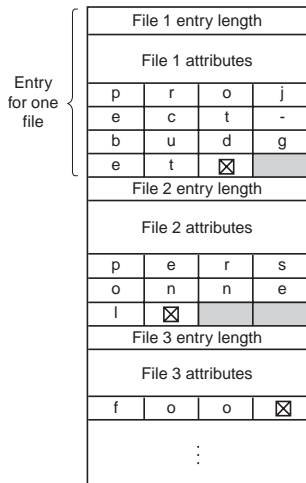 File 1 entry length
Entry for one file
File 1 attributes
p r o j
e c t -
b u d g
e t ☒
File 2 entry length
File 2 attributes
p e r s
o n n e
l ☒
File 3 entry length
File 3 attributes
f o o ☒
⋮